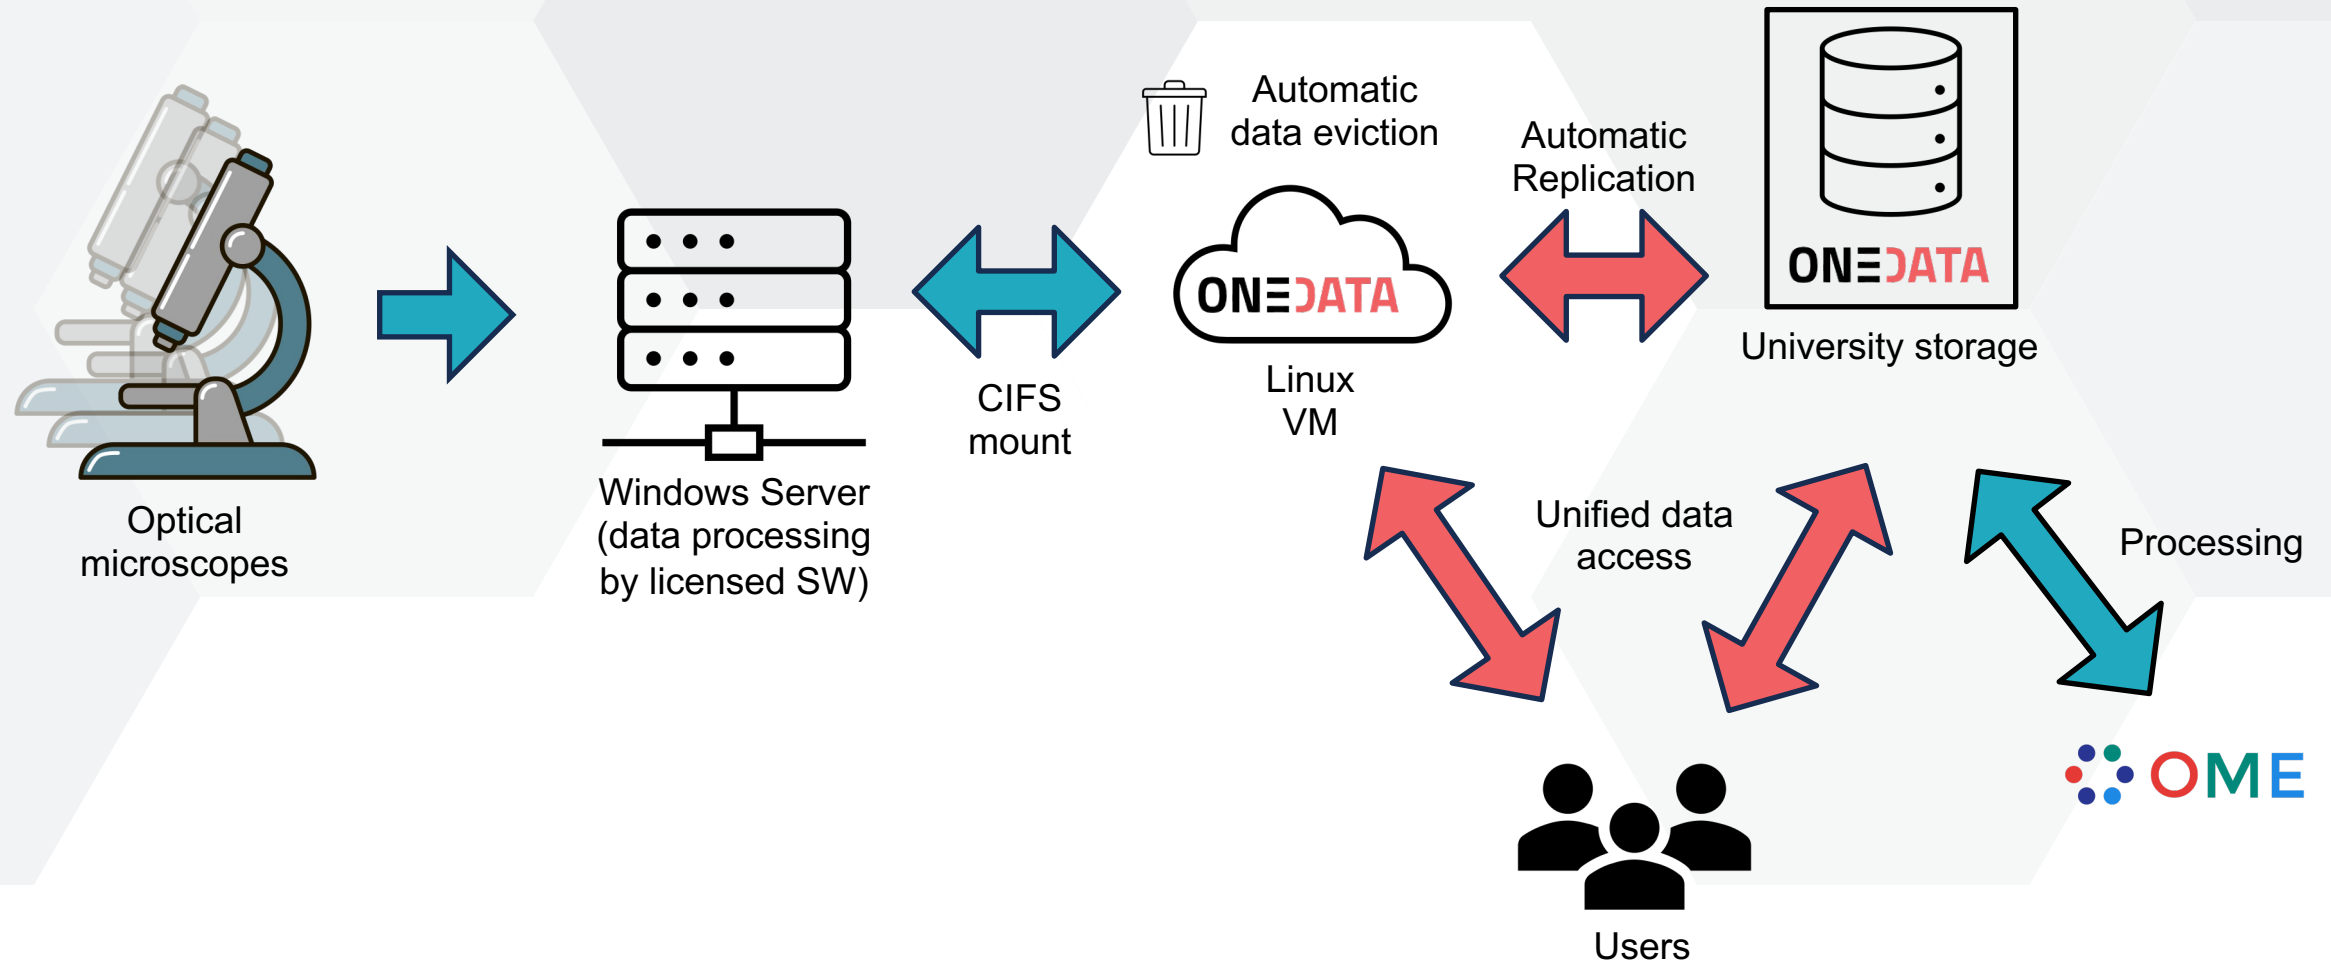 Optical
microscopes
Windows Server
(data processing
by licensed SW)
CIFS
mount
Automatic
data eviction
ONEDATA
Linux
VM
Automatic
Replication
ONEDATA
University storage
Unified data
access
Processing
OME
Users